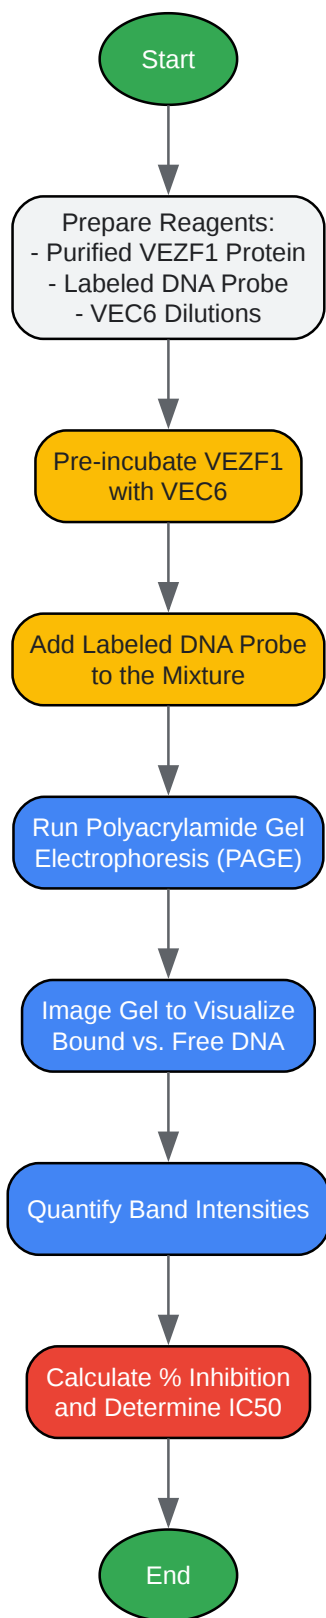 Start
Prepare Reagents:
- Purified VEZF1 Protein
- Labeled DNA Probe
- VEC6 Dilutions
Pre-incubate VEZF1
with VEC6
Add Labeled DNA Probe
to the Mixture
Run Polyacrylamide Gel
Electrophoresis (PAGE)
Image Gel to Visualize
Bound vs. Free DNA
Quantify Band Intensities
Calculate % Inhibition
and Determine IC50
End